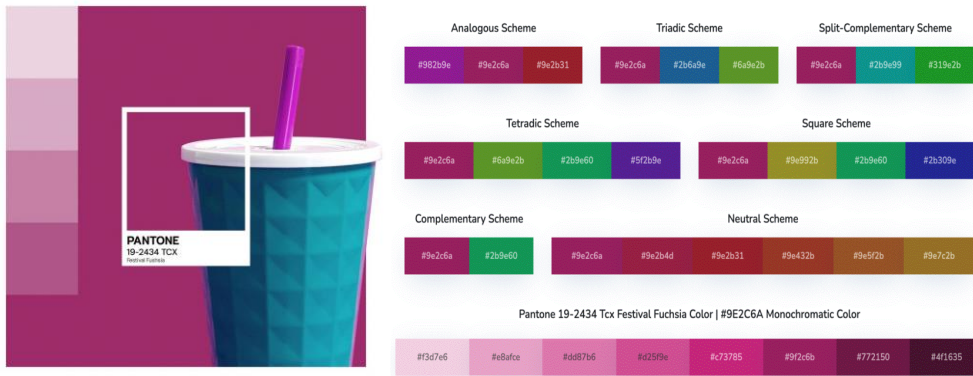 PANTONE
19-2434 TCX
Festival Fuchsia
Analogous Scheme
#982b9e #9e2c6a #9e2b31
Triadic Scheme
#9e2c6a #2b6a9e #6a9e2b
Split-Complementary Scheme
#9e2c6a #2b9e99 #319e2b
Tetradic Scheme
#9e2c6a #6a9e2b #2b9e60 #5f2b9e
Square Scheme
#9e2c6a #9e992b #2b9e60 #2b309e
Complementary Scheme
#9e2c6a #2b9e60
Neutral Scheme
#9e2c6a #9e2b4d #9e2b31 #9e432b #9e5f2b #9e7c2b
Pantone 19-2434 Tcx Festival Fuchsia Color | #9E2C6A Monochromatic Color
#f3d7e6 #e8afce #dd87b6 #d25f9e #c73785 #9f2c6b #772150 #4f1635